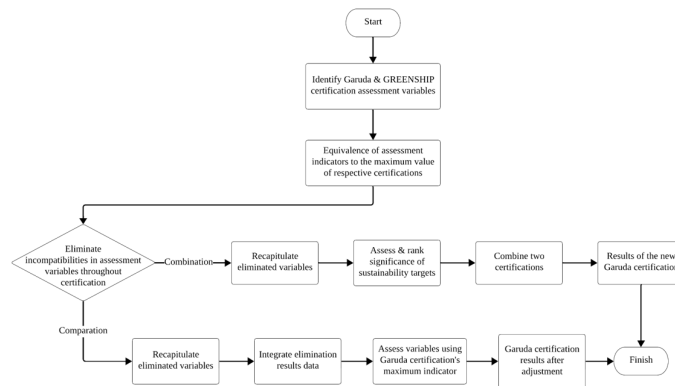 Start
Identify Garuda & GREENSHIP
certification assessment variables
Equivalence of assessment
indicators to the maximum value
of respective certifications
Eliminate
incompatibilities in assessment
variables throughout
certification
Combination
Recapitulate
eliminated variables
Assess & rank
significance of
sustainability targets
Combine two
certifications
Results of the new
Garuda certification
Comparation
Recapitulate
eliminated variables
Integrate elimination
results data
Assess variables using
Garuda certification's
maximum indicator
Garuda certification
results after
adjustment
Finish